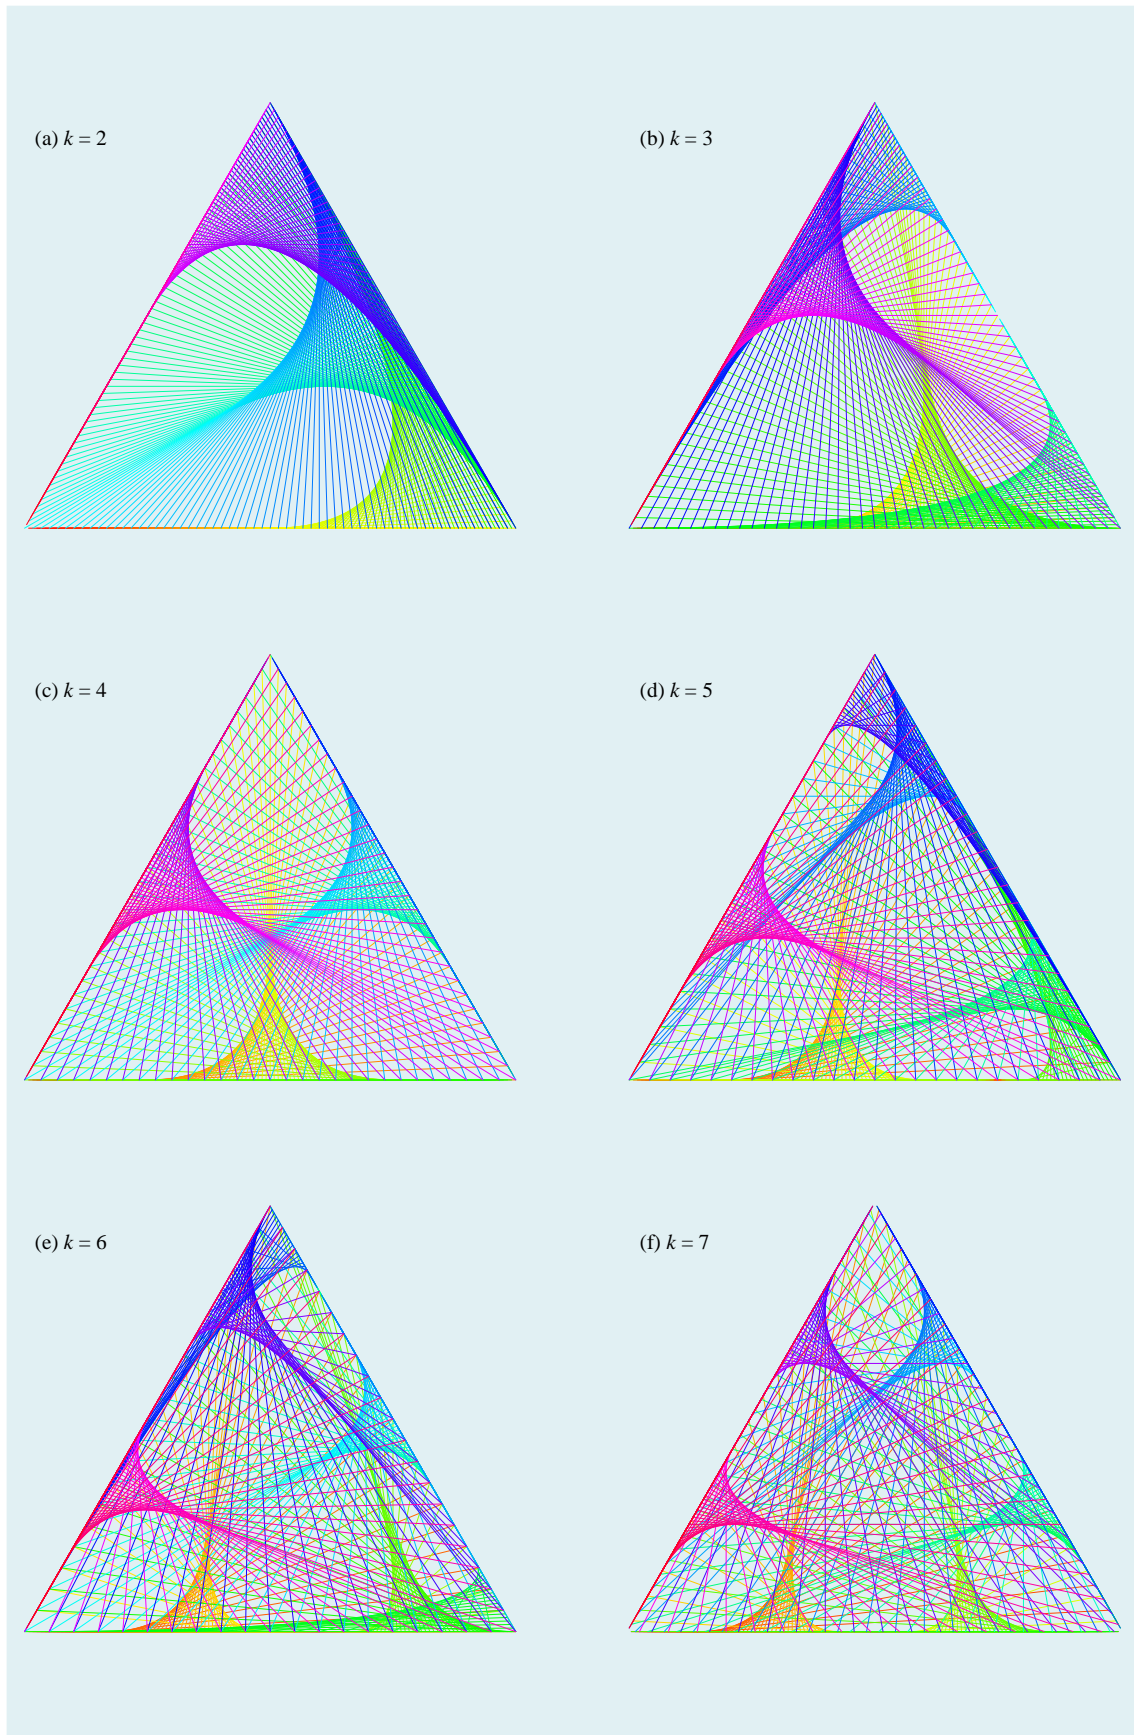 (a) k = 2
(b) k = 3
(c) k = 4
(d) k = 5
(e) k = 6
(f) k = 7